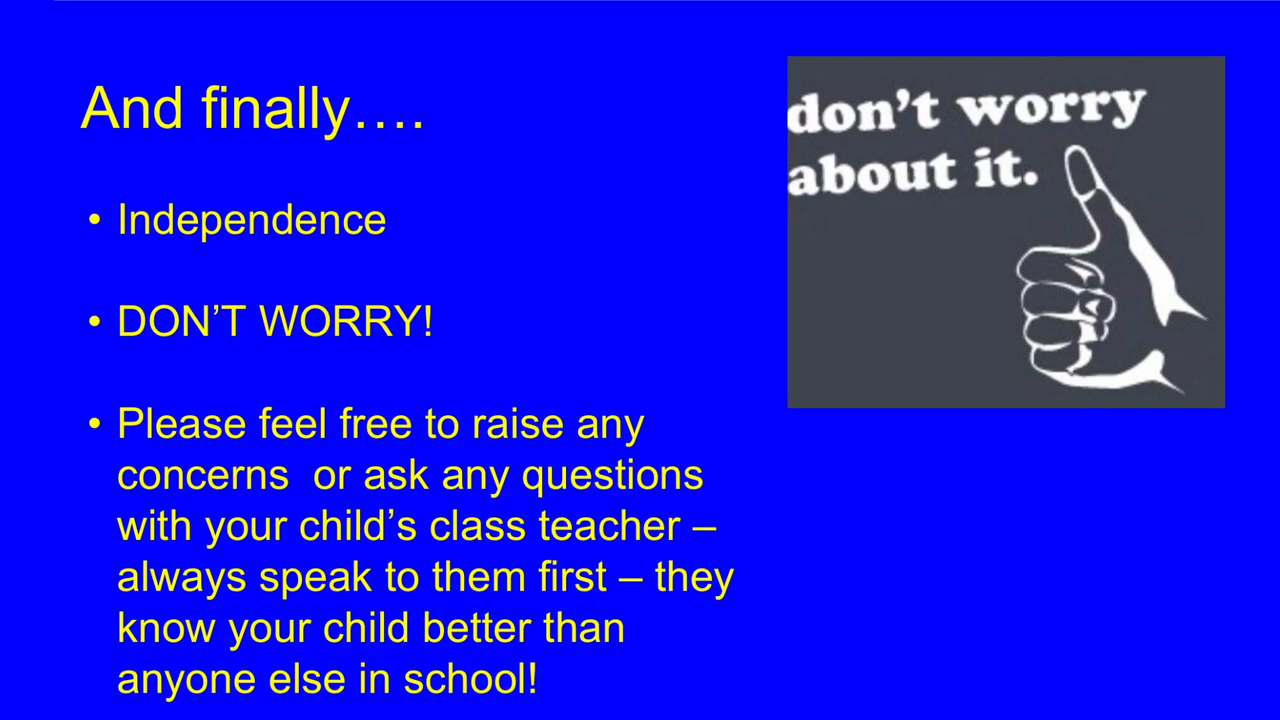 And finally….
don't worry
about it.
• Independence
• DON'T WORRY!
• Please feel free to raise any
concerns  or ask any questions
with your child's class teacher –
always speak to them first – they
know your child better than
anyone else in school!